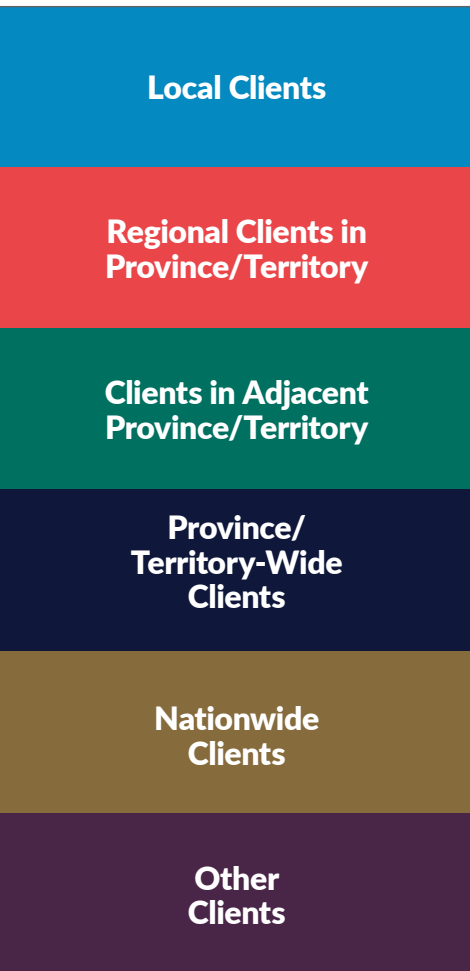 Local Clients
Regional Clients in
Province/Territory
Clients in Adjacent
Province/Territory
Province/
Territory-Wide
Clients
Nationwide
Clients
Other
Clients